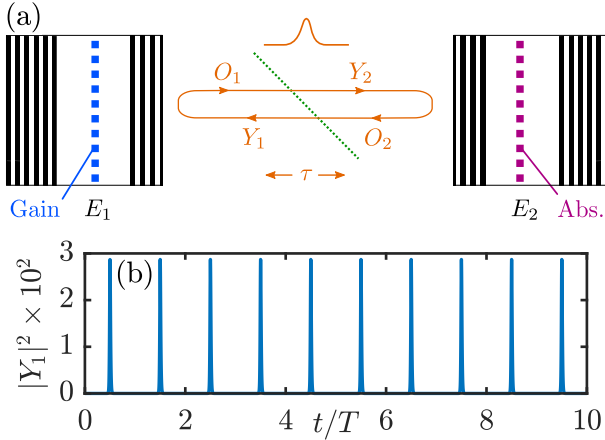 (a)
O₁ Y₂
Y₁ O₂
τ
Gain E₁ E₂ Abs.
(b)
|Y₁|² × 10²
3
2
1
0
0 2 4 6 8 10
t/T